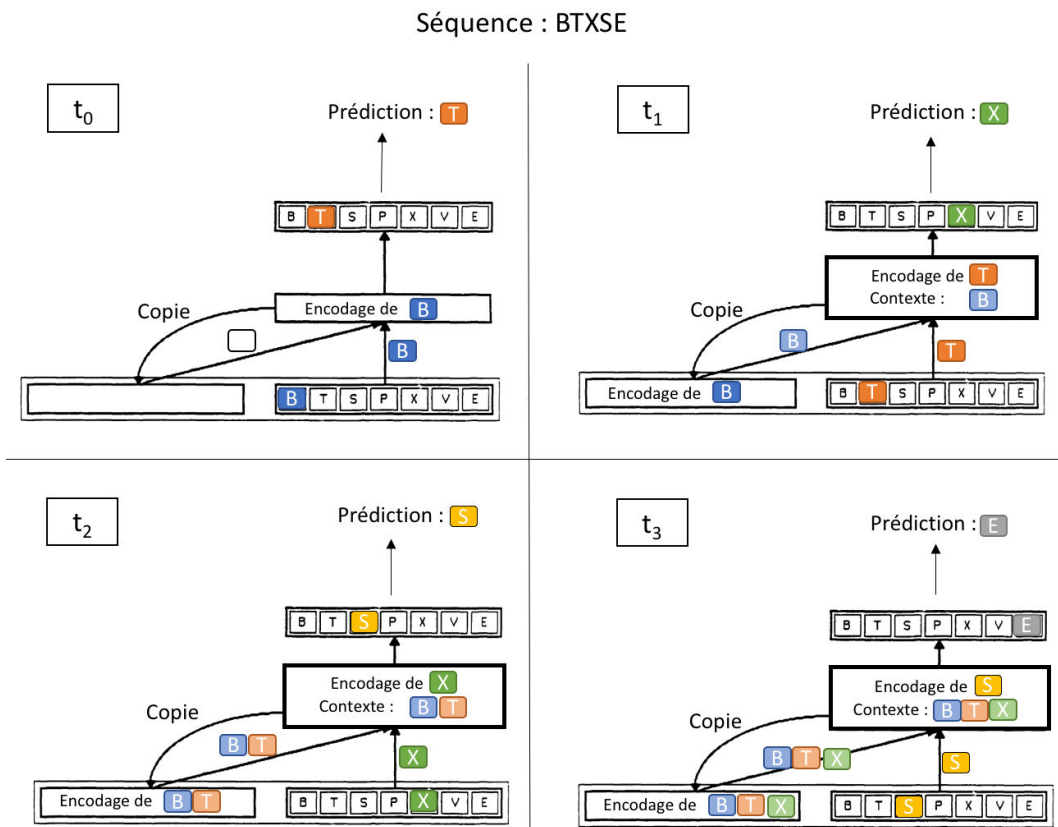 Séquence : BTXSE
t0
Prédiction : T
B T S P X V E
Encodage de B
Copie
B
B T S P X V E
t1
Prédiction : X
B T S P X V E
Encodage de T
Contexte : B
Copie
B
T
Encodage de B
B T S P X V E
t2
Prédiction : S
B T S P X V E
Encodage de X
Contexte : B T
Copie
B T
X
Encodage de B T
B T S P X V E
t3
Prédiction : E
B T S P X V E
Encodage de S
Contexte : B T X
Copie
B T X
S
Encodage de B T X
B T S P X V E